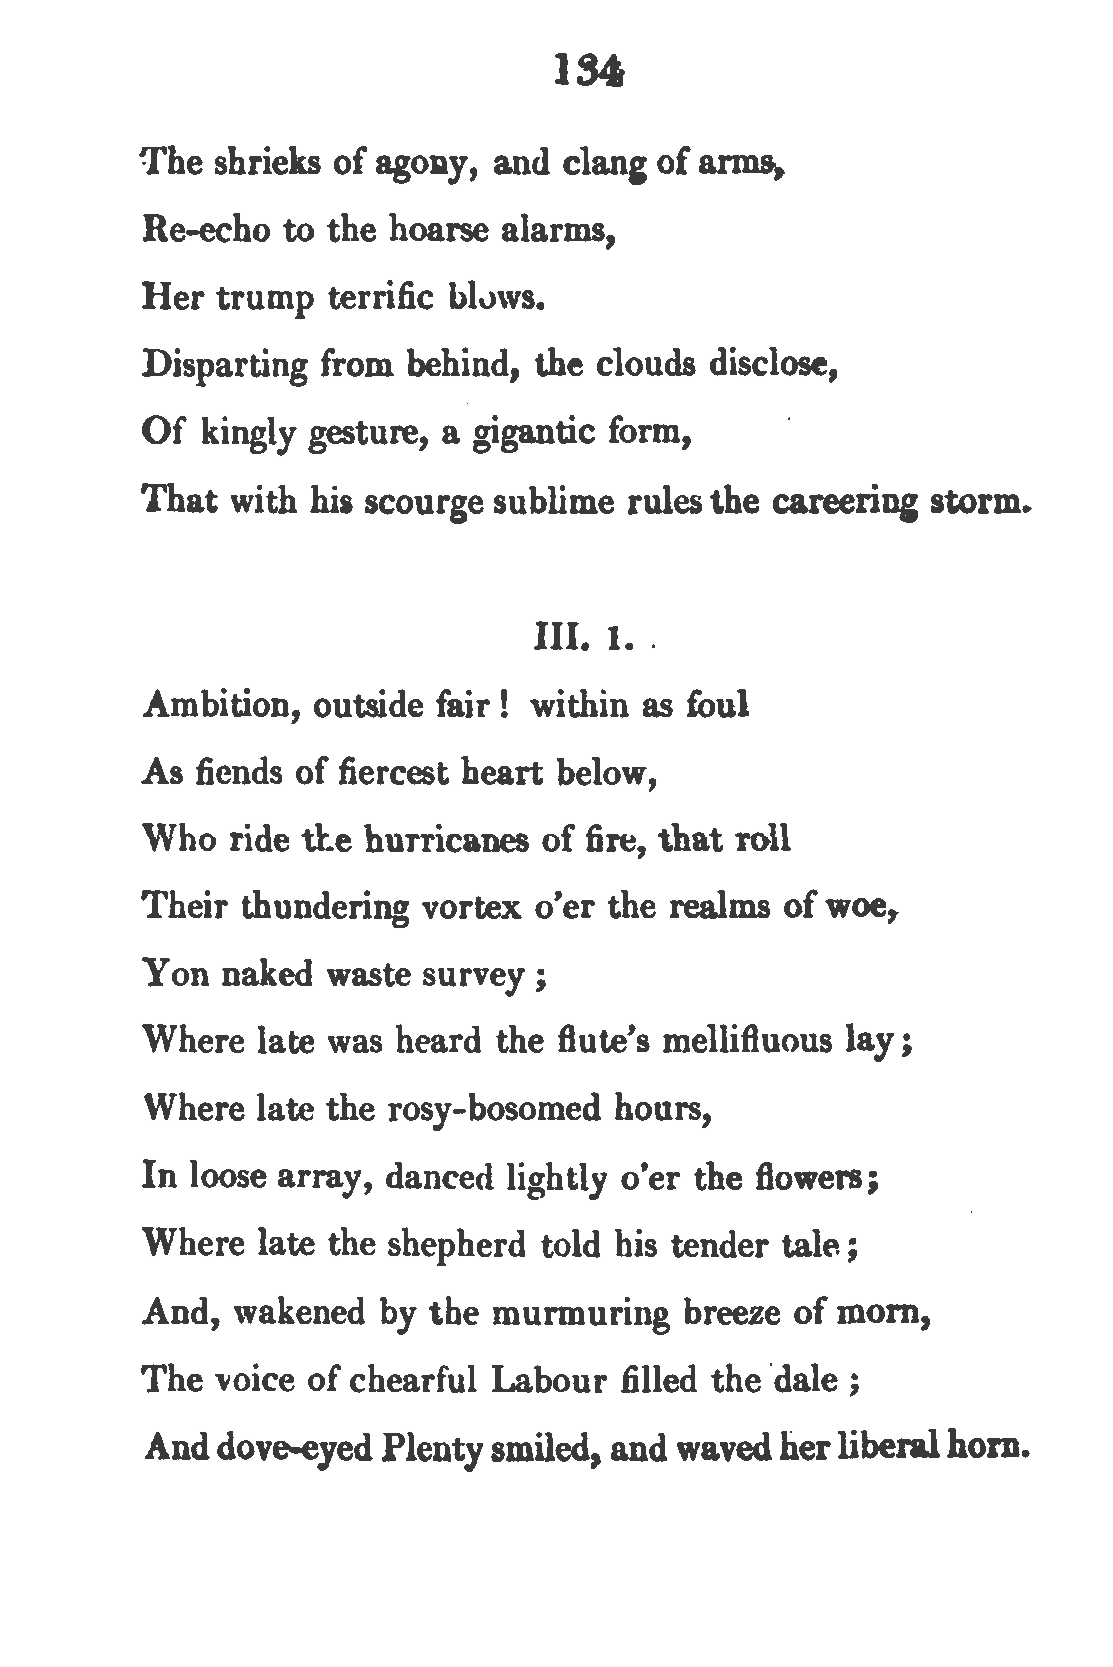 134
The shrieks of agony, and clang of arms,
Re-echo to the hoarse alarms,
Her trump terrific blows.
Disparting from behind, the clouds disclose,
Of kingly gesture, a gigantic form,
That with his scourge sublime rules the careering storm.
III. 1.
Ambition, outside fair ! within as foul
As fiends of fiercest heart below,
Who ride the hurricanes of fire, that roll
Their thundering vortex o'er the realms of woe,
Yon naked waste survey ;
Where late was heard the flute's mellifluous lay ;
Where late the rosy-bosomed hours,
In loose array, danced lightly o'er the flowers ;
Where late the shepherd told his tender tale ;
And, wakened by the murmuring breeze of morn,
The voice of chearful Labour filled the dale ;
And dove-eyed Plenty smiled, and waved her liberal horn.